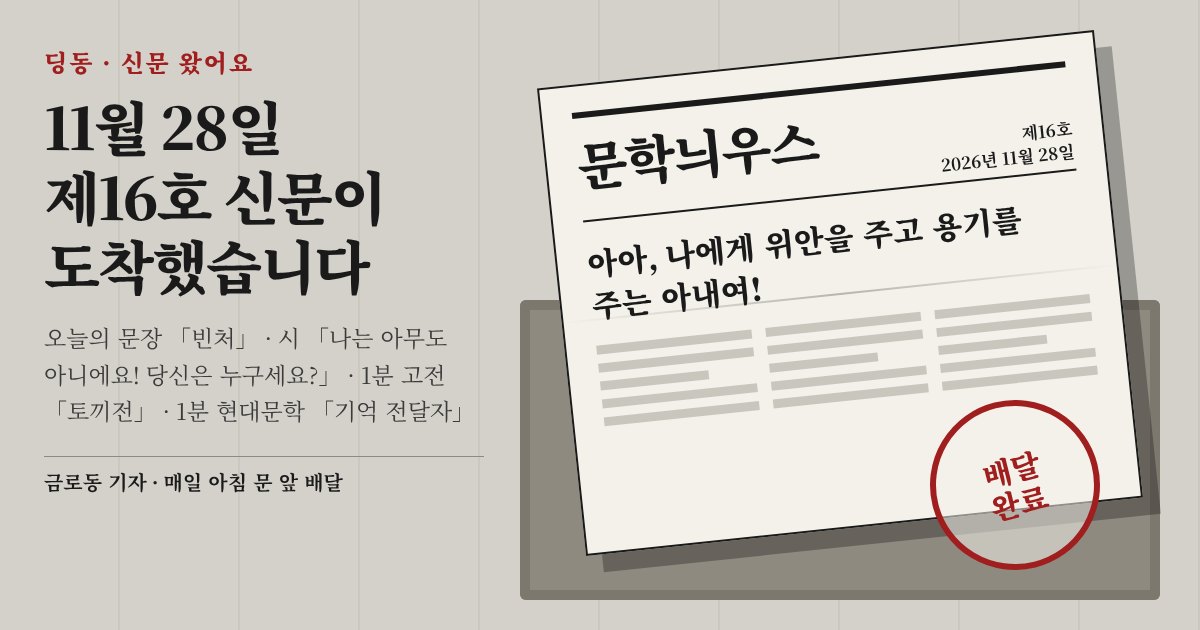 딩동 · 신문 왔어요
11월 28일
제16호 신문이
도착했습니다
오늘의 문장 「빈처」 · 시 「나는 아무도
아니에요! 당신은 누구세요?」 · 1분 고전
「토끼전」 · 1분 현대문학 「기억 전달자」
금로동 기자 · 매일 아침 문 앞 배달
문학늬우스
제16호
2026년 11월 28일
아아, 나에게 위안을 주고 용기를
주는 아내여!
배달
완료